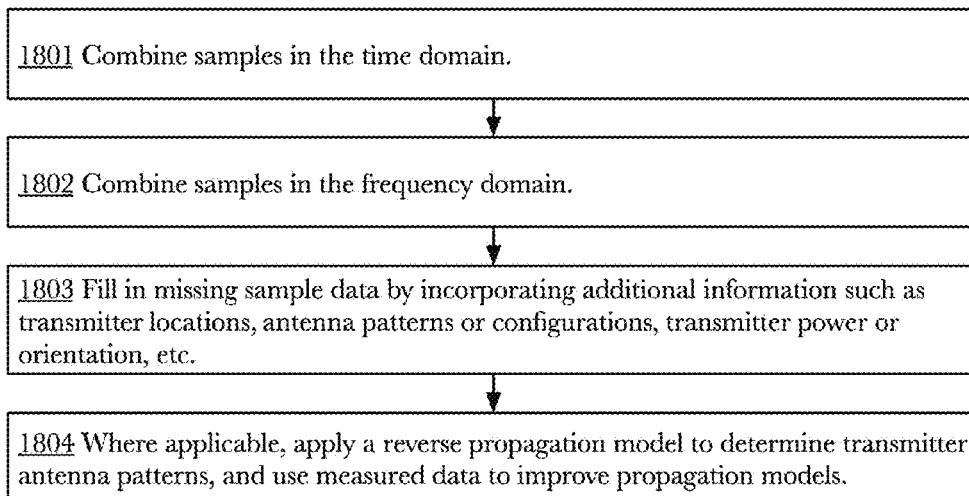 1801 Combine samples in the time domain.
1802 Combine samples in the frequency domain.
1803 Fill in missing sample data by incorporating additional information such as
transmitter locations, antenna patterns or configurations, transmitter power or
orientation, etc.
1804 Where applicable, apply a reverse propagation model to determine transmitter
antenna patterns, and use measured data to improve propagation models.